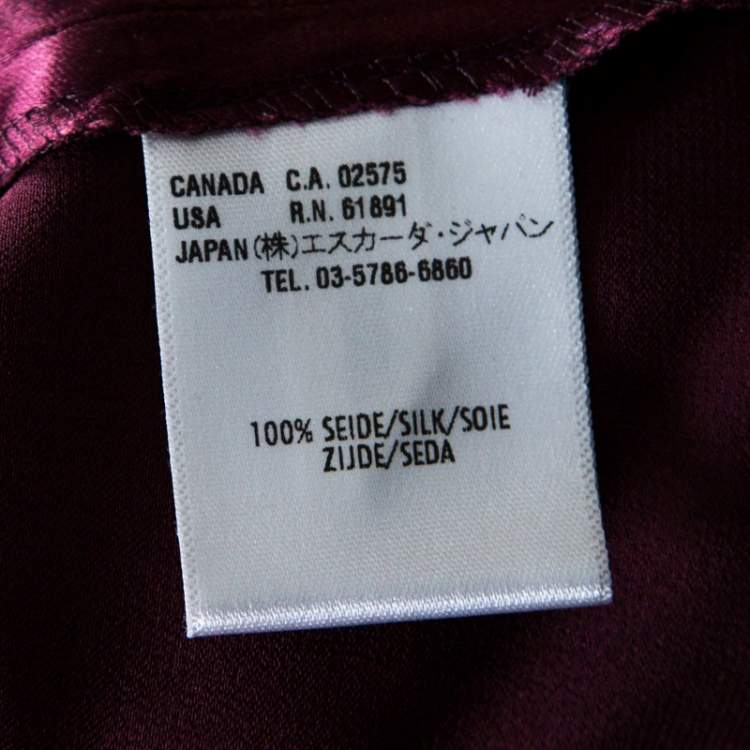 CANADA C.A. 02575
USA R.N. 61891
JAPAN(株)エスカーダ・ジャパン
TEL. 03-5786-6860
100% SEIDE/SILK/SOIE
ZIJDE/SEDA